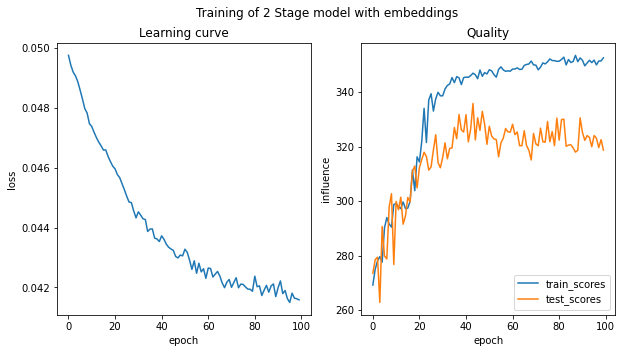 Training of 2 Stage model with embeddings
Learning curve
Quality
0.050
0.048
0.046
0.044
0.042
loss
0 20 40 60 80 100
epoch
340
320
300
280
260
influence
0 20 40 60 80 100
epoch
train_scores
test_scores